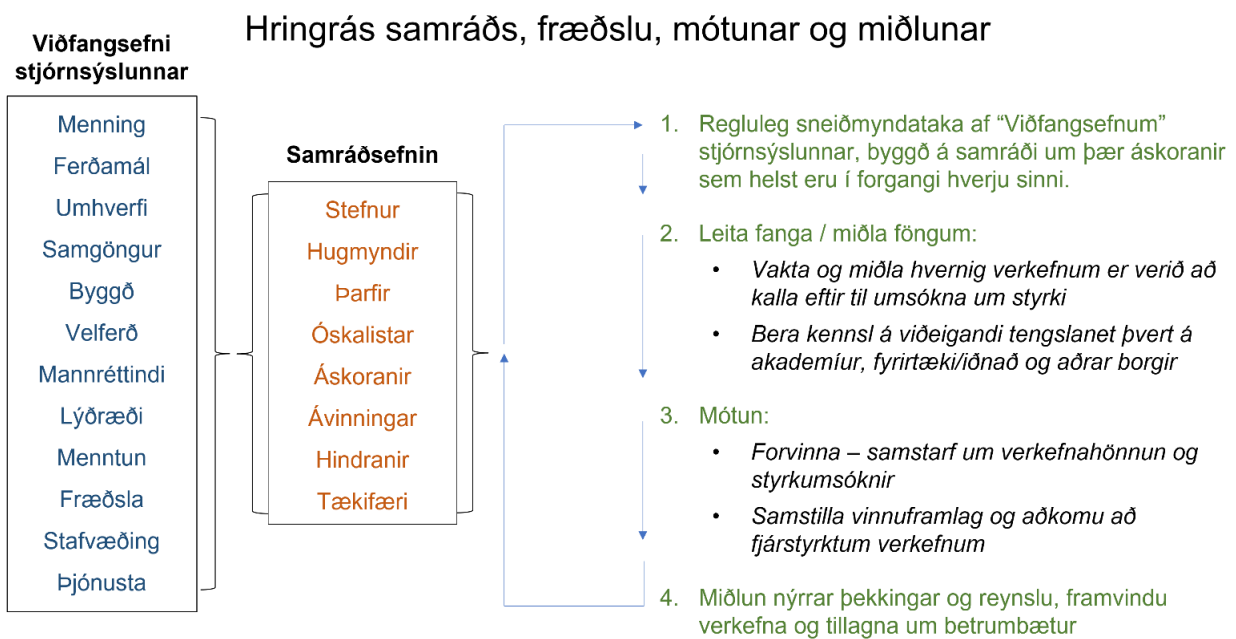 Hringrás samráðs, fræðslu, mótunar og miðlunar
Viðfangsefni
stjórnsýslunnar
Menning
Ferðamál
Umhverfi
Samgöngur
Byggð
Velferð
Mannréttindi
Lýðræði
Menntun
Fræðsla
Stafvæðing
Þjónusta
Samráðsefnin
Stefnur
Hugmyndir
Þarfir
Óskalistar
Áskoranir
Ávinningar
Hindranir
Tækifæri
1. Regluleg sneiðmyndataka af “Viðfangsefnum”
stjórnsýslunnar, byggð á samráði um þær áskoranir
sem helst eru í forgangi hverju sinni.
2. Leita fanga / miðla föngum:
• Vakta og miðla hvernig verkefnum er verið að
kalla eftir til umsókna um styrki
• Bera kennsl á viðeigandi tengslanet þvert á
akademíur, fyrirtæki/iðnað og aðrar borgir
3. Mótun:
• Forvinna – samstarf um verkefnahönnun og
styrkumsóknir
• Samstilla vinnuframlag og aðkomu að
fjárstyrktum verkefnum
4. Miðlun nýrrar þekkingar og reynslu, framvindu
verkefna og tillagna um betrumbætur